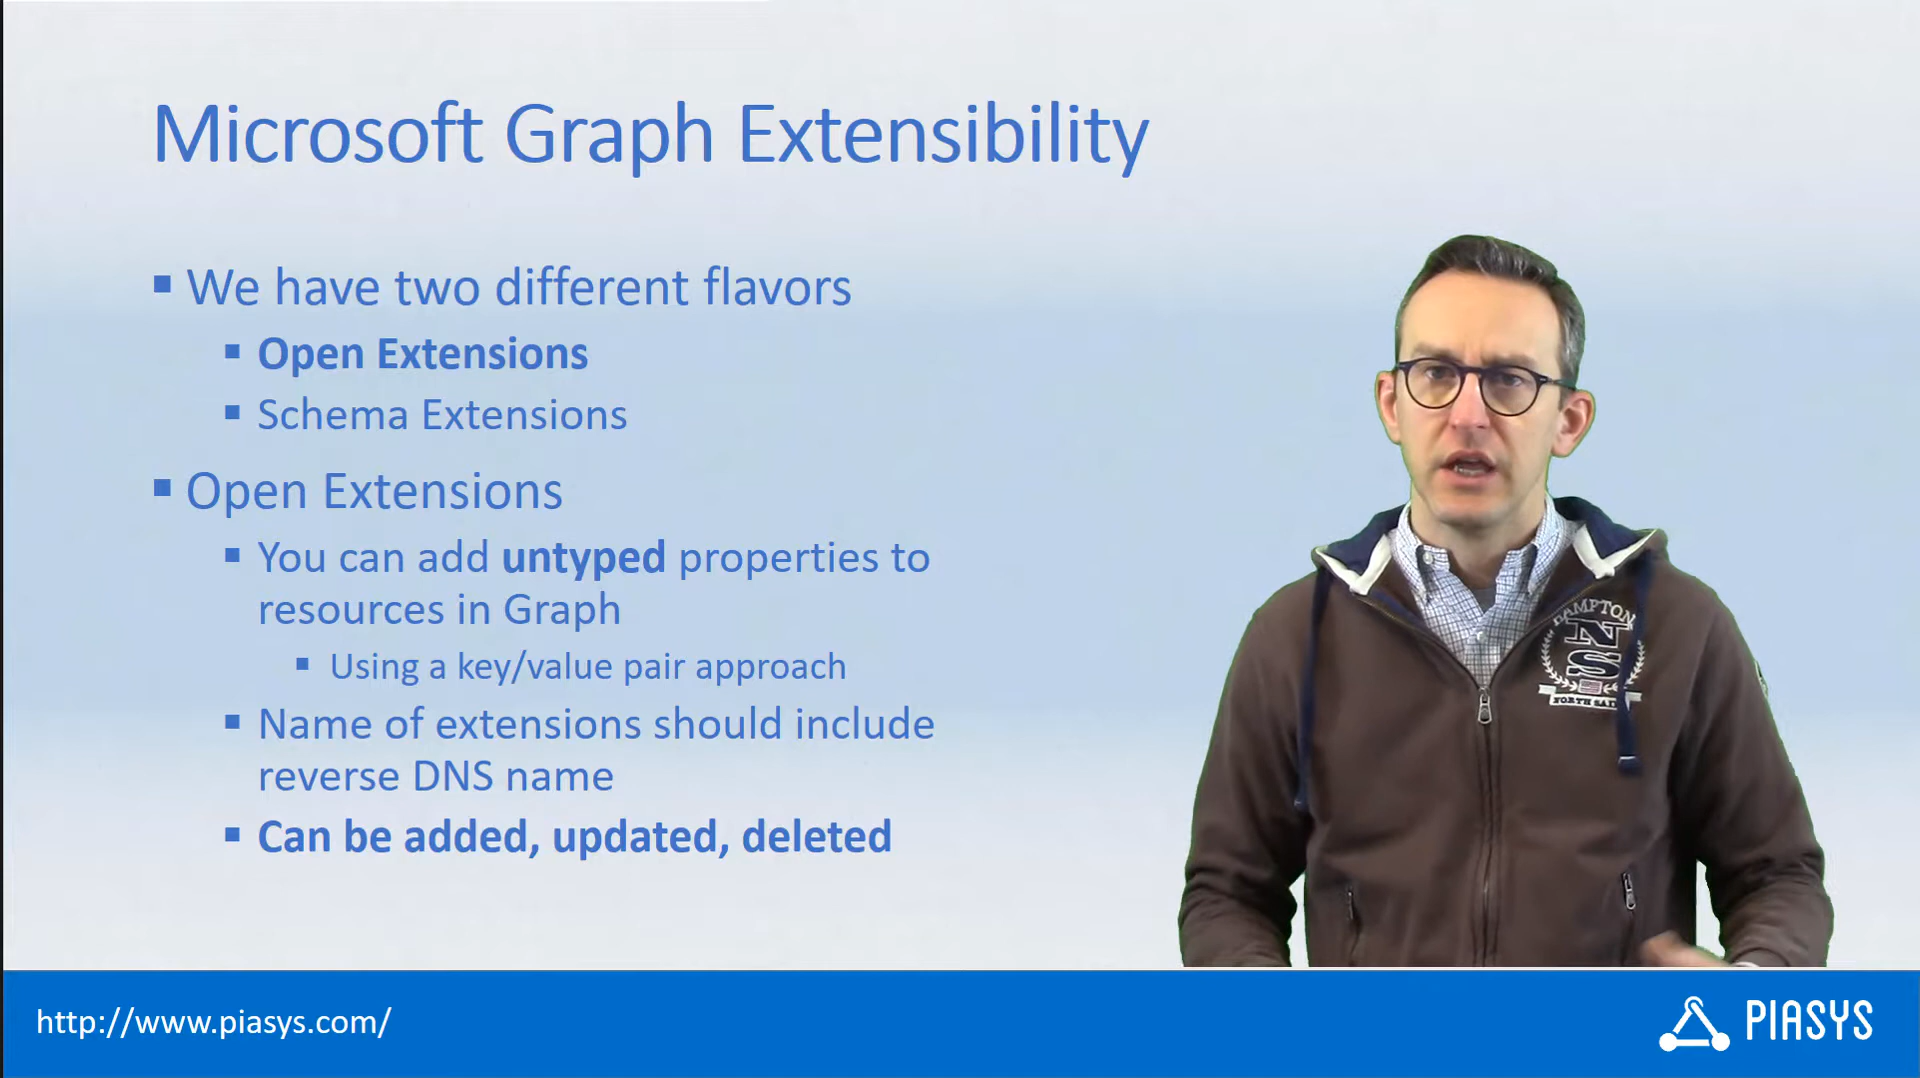 Microsoft Graph Extensibility
▪ We have two different flavors
▪ Open Extensions
▪ Schema Extensions
▪ Open Extensions
▪ You can add untyped properties to
resources in Graph
▪ Using a key/value pair approach
▪ Name of extensions should include
reverse DNS name
▪ Can be added, updated, deleted
HAMPTON
NS
http://www.piasys.com/
PIASYS